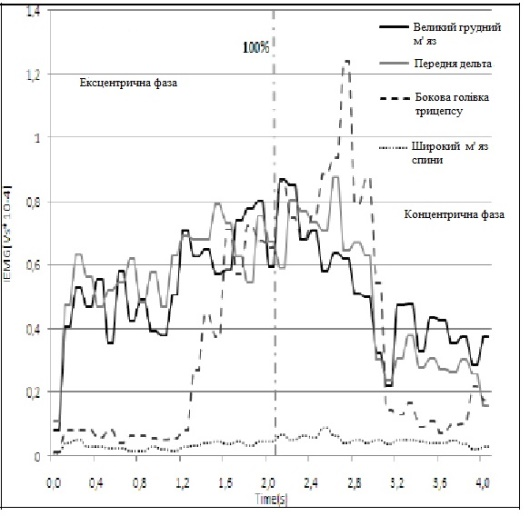 1,4
1,2
1
0,8
0,6
0,4
0,2
0
IEMG[Vs*10-4]
100%
Ексцентрична фаза
Великий грудний
м'яз
Передня дельта
Бокова голівка
трицепсу
Широкий м'яз
спини
Концентрична фаза
0,0 0,4 0,8 1,2 1,6 2,0 2,4 2,8 3,2 3,6 4,0
Time(s)